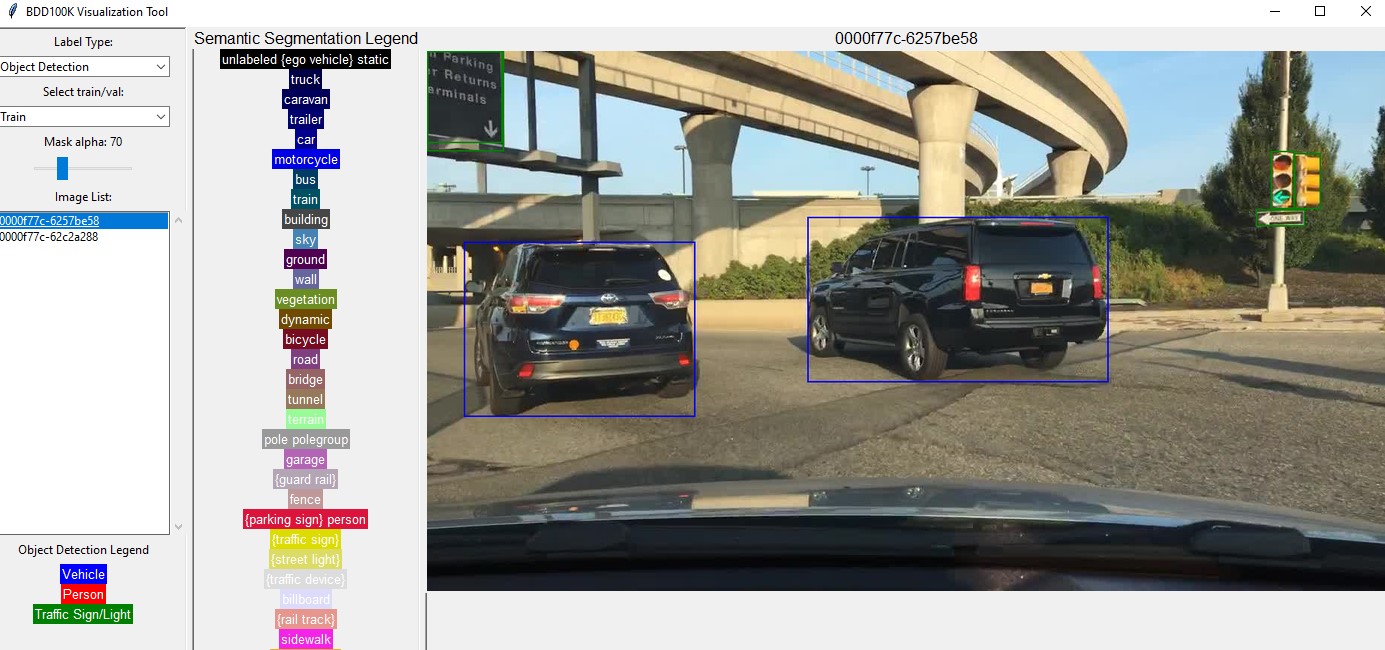 BDD100K Visualization Tool
Label Type:
Object Detection
Select train/val:
Train
Mask alpha: 70
Image List:
0000f77c-6257be58
0000f77c-62c2a288
Object Detection Legend
Vehicle
Person
Traffic Sign/Light
Semantic Segmentation Legend
unlabeled {ego vehicle} static
truck
caravan
trailer
car
motorcycle
bus
train
building
sky
ground
wall
vegetation
dynamic
bicycle
road
bridge
tunnel
terrain
pole polegroup
garage
{guard rail}
fence
{parking sign} person
{traffic sign}
{street light}
{traffic device}
billboard
{rail track}
sidewalk
0000f77c-6257be58
Parking
r Returns
erminals
ONE WAY